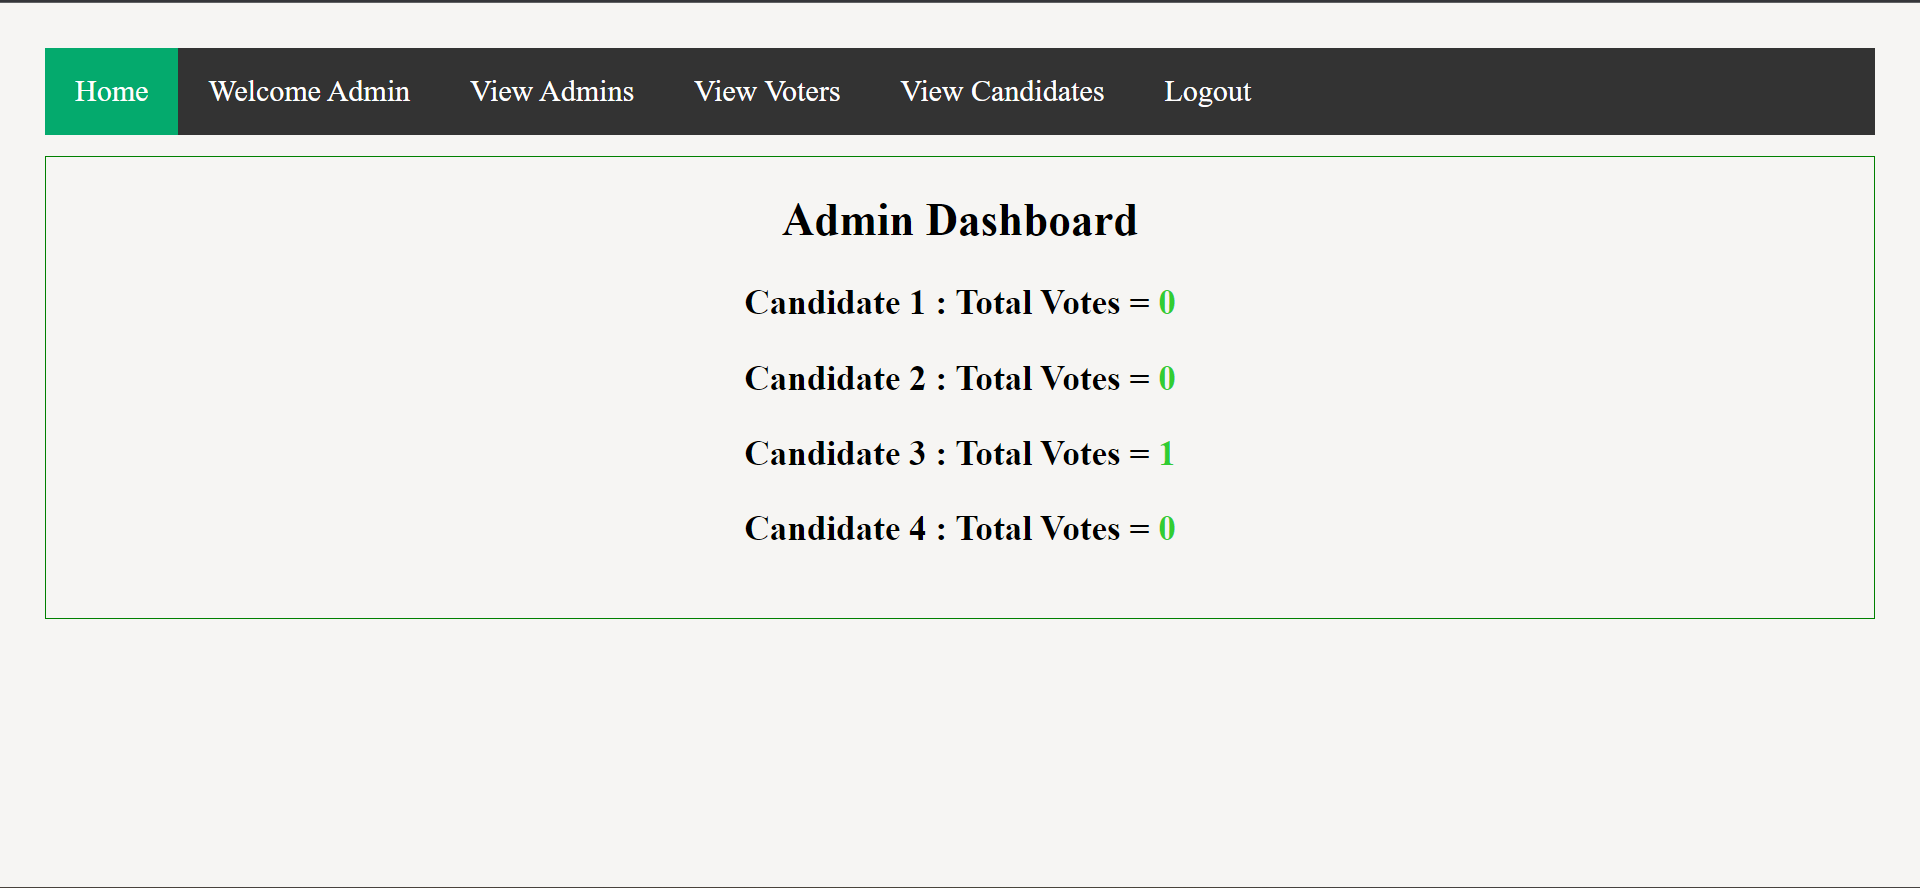 Home Welcome Admin View Admins View Voters View Candidates Logout
Admin Dashboard
Candidate 1 : Total Votes = 0
Candidate 2 : Total Votes = 0
Candidate 3 : Total Votes = 1
Candidate 4 : Total Votes = 0